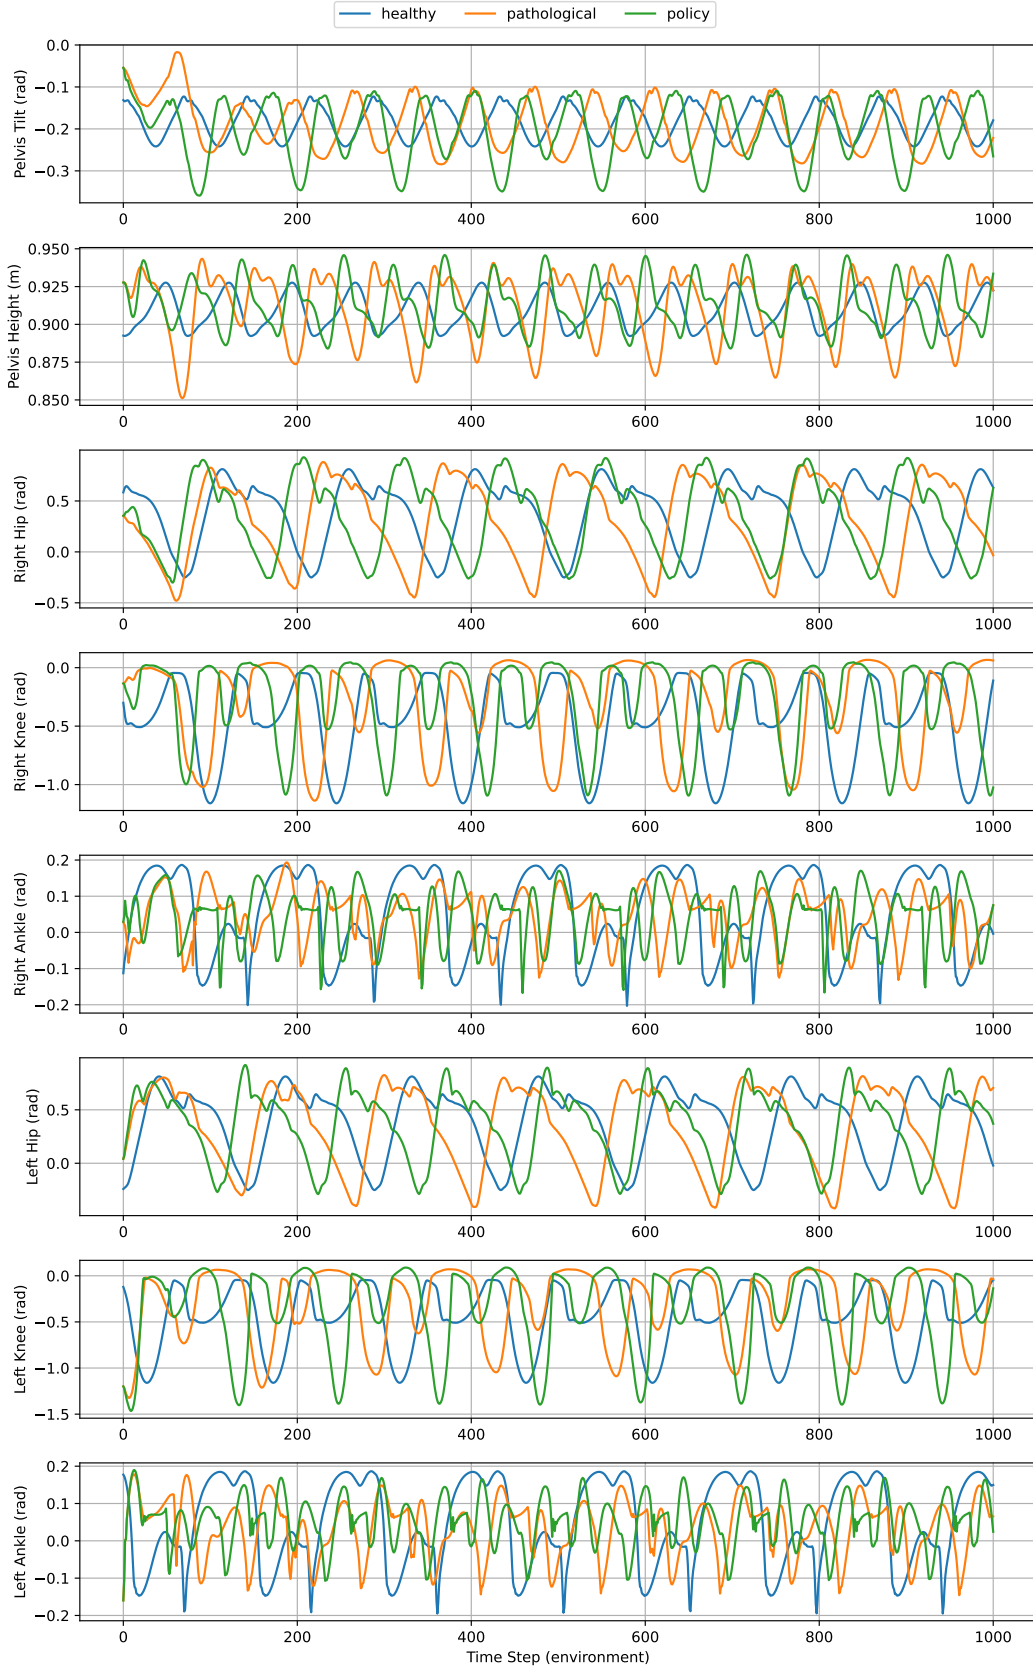 healthy pathological policy
Pelvis Tilt (rad)
0.0
−0.1
−0.2
−0.3
0 200 400 600 800 1000
Pelvis Height (m)
0.950
0.925
0.900
0.875
0.850
0 200 400 600 800 1000
Right Hip (rad)
0.5
0.0
−0.5
0 200 400 600 800 1000
Right Knee (rad)
0.0
−0.5
−1.0
0 200 400 600 800 1000
Right Ankle (rad)
0.2
0.1
0.0
−0.1
−0.2
0 200 400 600 800 1000
Left Hip (rad)
0.5
0.0
0 200 400 600 800 1000
Left Knee (rad)
0.0
−0.5
−1.0
−1.5
0 200 400 600 800 1000
Left Ankle (rad)
0.2
0.1
0.0
−0.1
−0.2
0 200 400 600 800 1000
Time Step (environment)